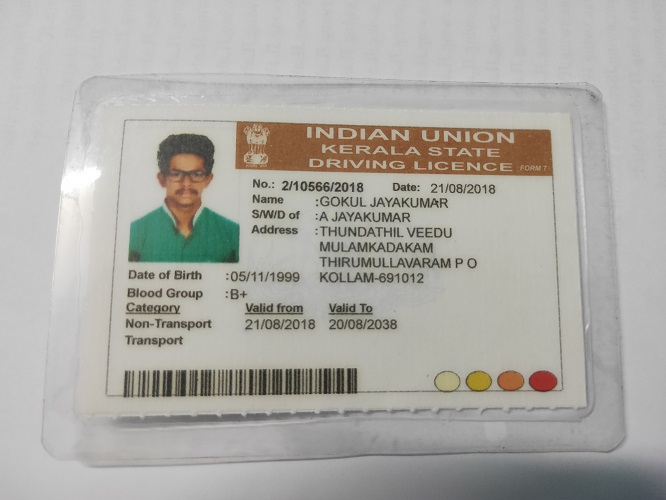 INDIAN UNION
KERALA STATE
DRIVING LICENCE FORM 7
No.: 2/10566/2018 Date: 21/08/2018
Name :GOKUL JAYAKUMAR
S/W/D of :A JAYAKUMAR
Address :THUNDATHIL VEEDU
MULAMKADAKAM
THIRUMULLAVARAM P O
Date of Birth :05/11/1999 KOLLAM-691012
Blood Group :B+
Category Valid from Valid To
Non-Transport 21/08/2018 20/08/2038
Transport